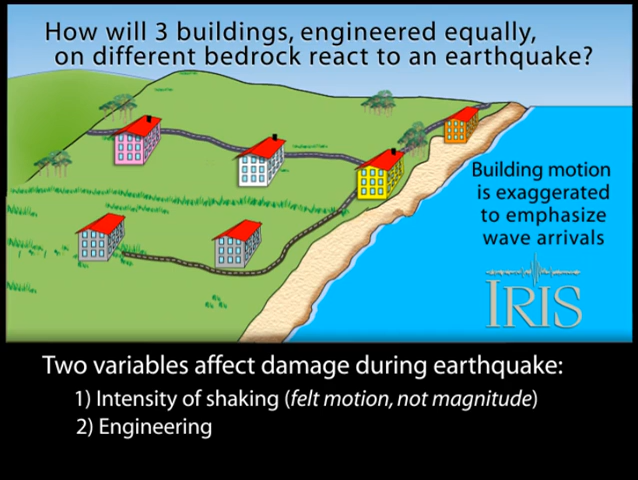 How will 3 buildings, engineered equally,
on different bedrock react to an earthquake?
Building motion
is exaggerated
to emphasize
wave arrivals
IRIS
Two variables affect damage during earthquake:
1) Intensity of shaking (felt motion, not magnitude)
2) Engineering